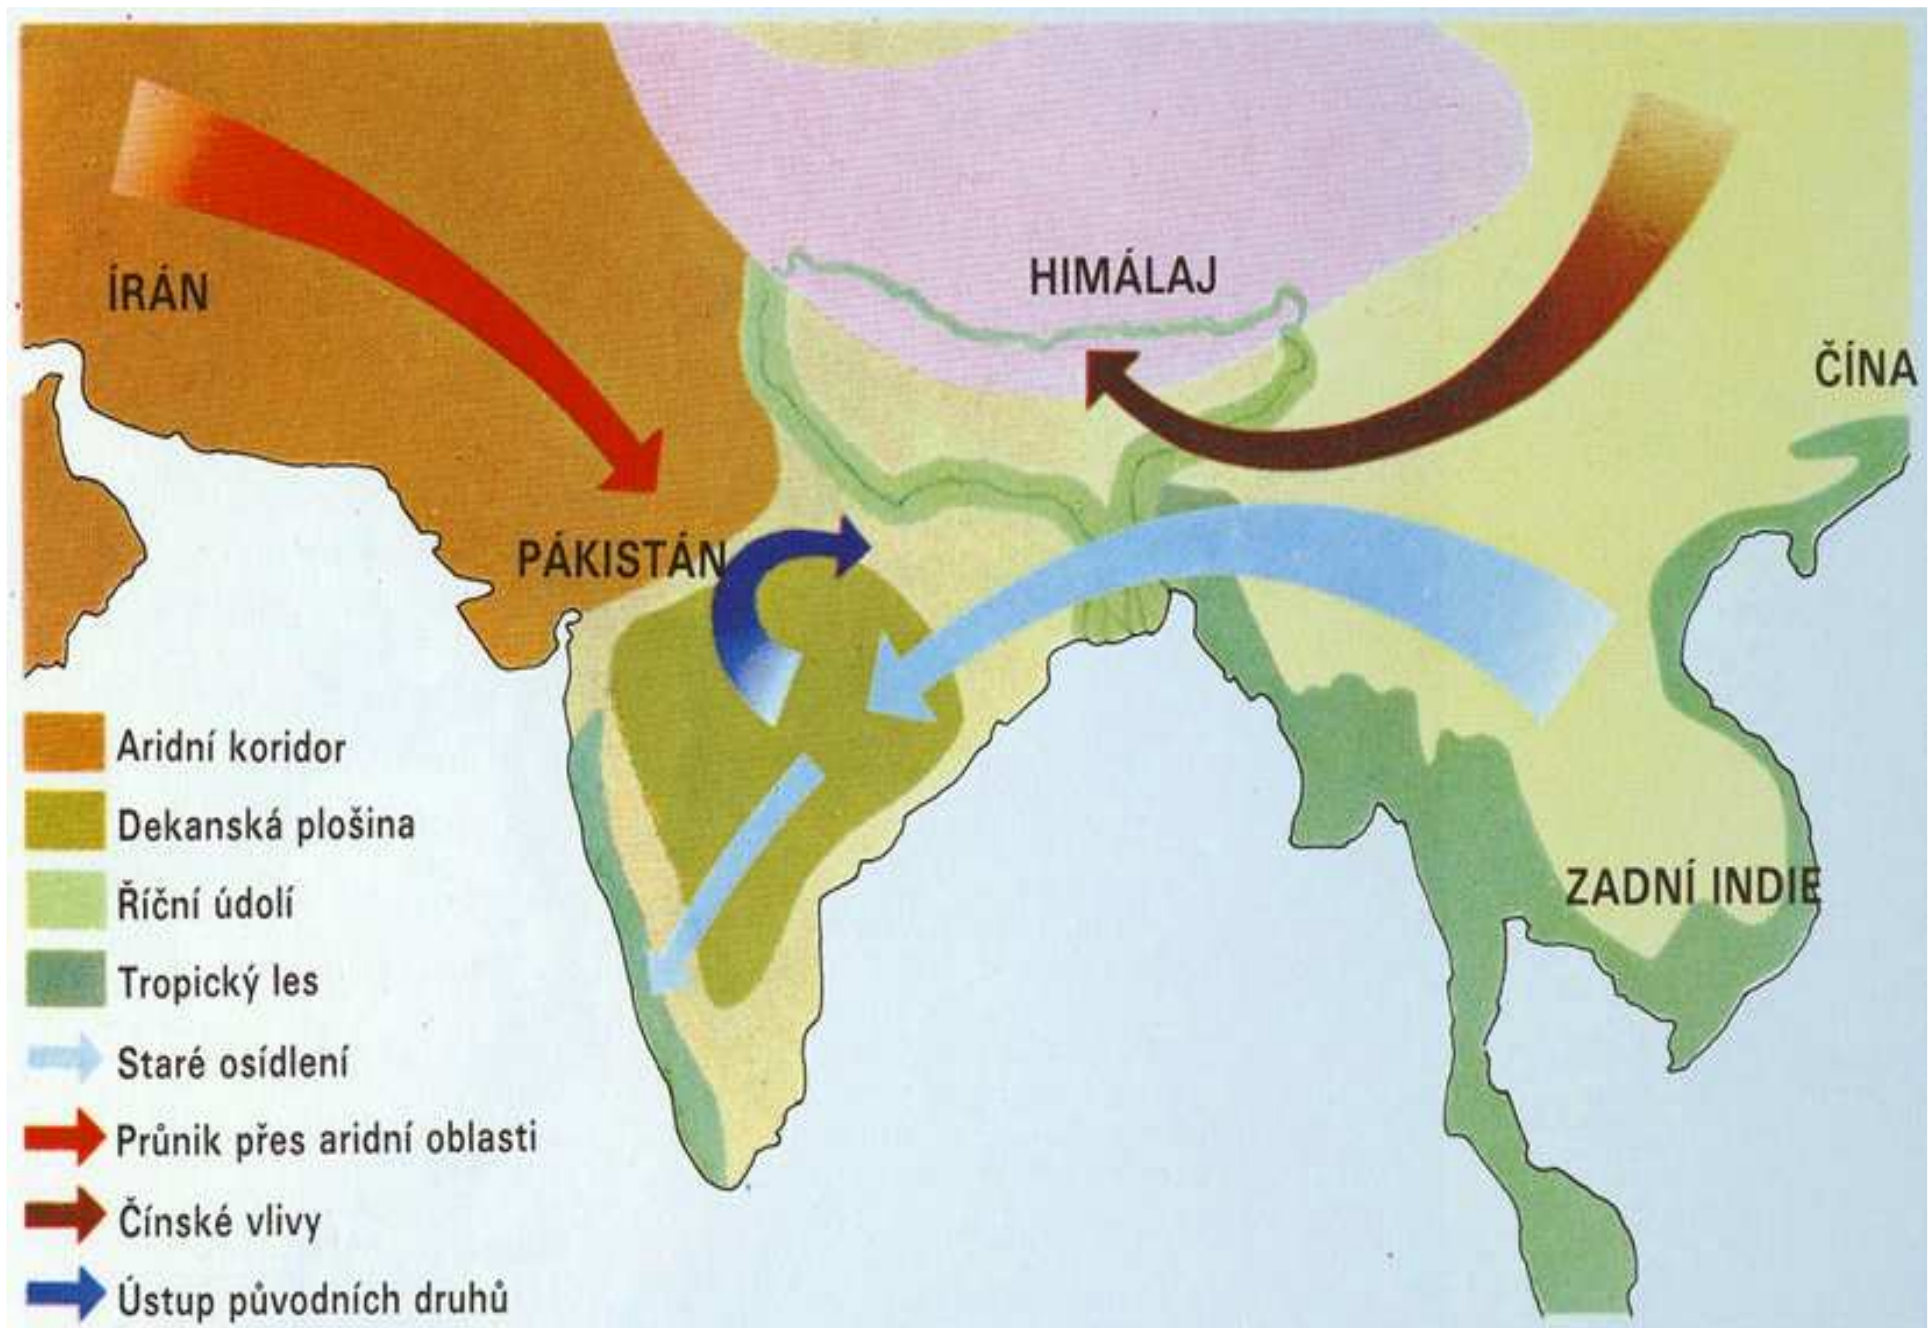 HIMÁLAJ
ÍRÁN
ČÍNA
PÁKISTÁN
ZADNÍ INDIE
Aridní koridor
Dekanská plošina
Říční údolí
Tropický les
Staré osídlení
Průnik přes aridní oblasti
Čínské vlivy
Ústup původních druhů